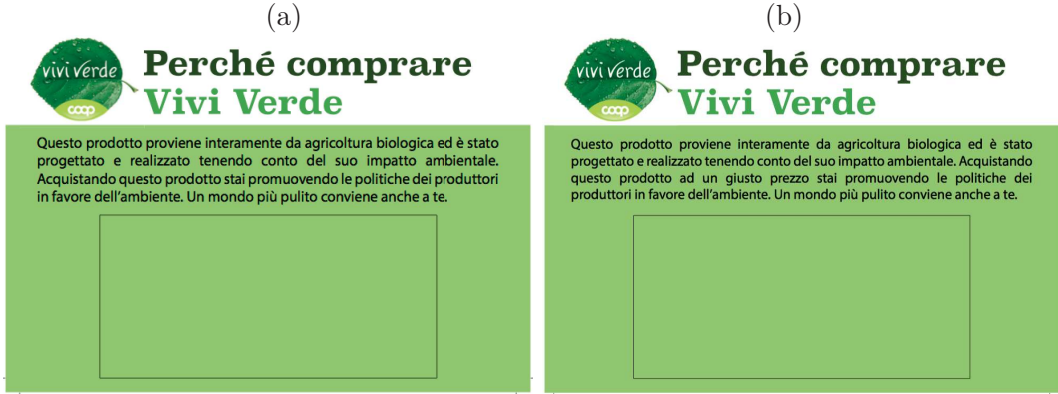 (a)
vivi verde
coop
Perché comprare
Vivi Verde
Questo prodotto proviene interamente da agricoltura biologica ed è stato
progettato e realizzato tenendo conto del suo impatto ambientale.
Acquistando questo prodotto stai promuovendo le politiche dei produttori
in favore dell'ambiente. Un mondo più pulito conviene anche a te.
(b)
vivi verde
coop
Perché comprare
Vivi Verde
Questo prodotto proviene interamente da agricoltura biologica ed è stato
progettato e realizzato tenendo conto del suo impatto ambientale. Acquistando
questo prodotto ad un giusto prezzo stai promuovendo le politiche dei
produttori in favore dell'ambiente. Un mondo più pulito conviene anche a te.